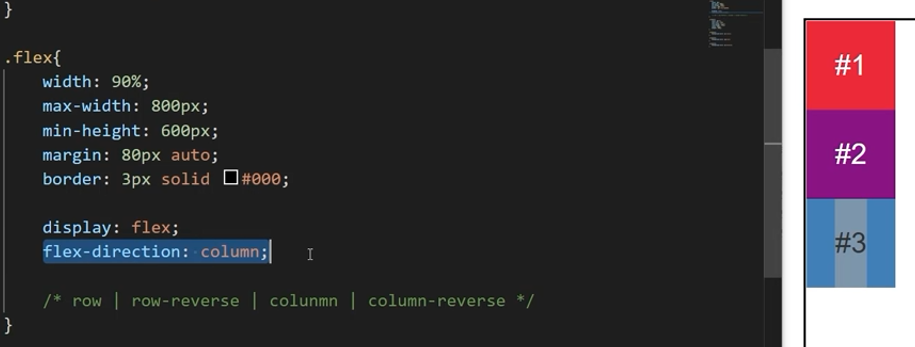 }
.flex{
width: 90%;
max-width: 800px;
min-height: 600px;
margin: 80px auto;
border: 3px solid #000;
display: flex;
flex-direction: column;
/* row | row-reverse | colunmn | column-reverse */
}
#1
#2
#3